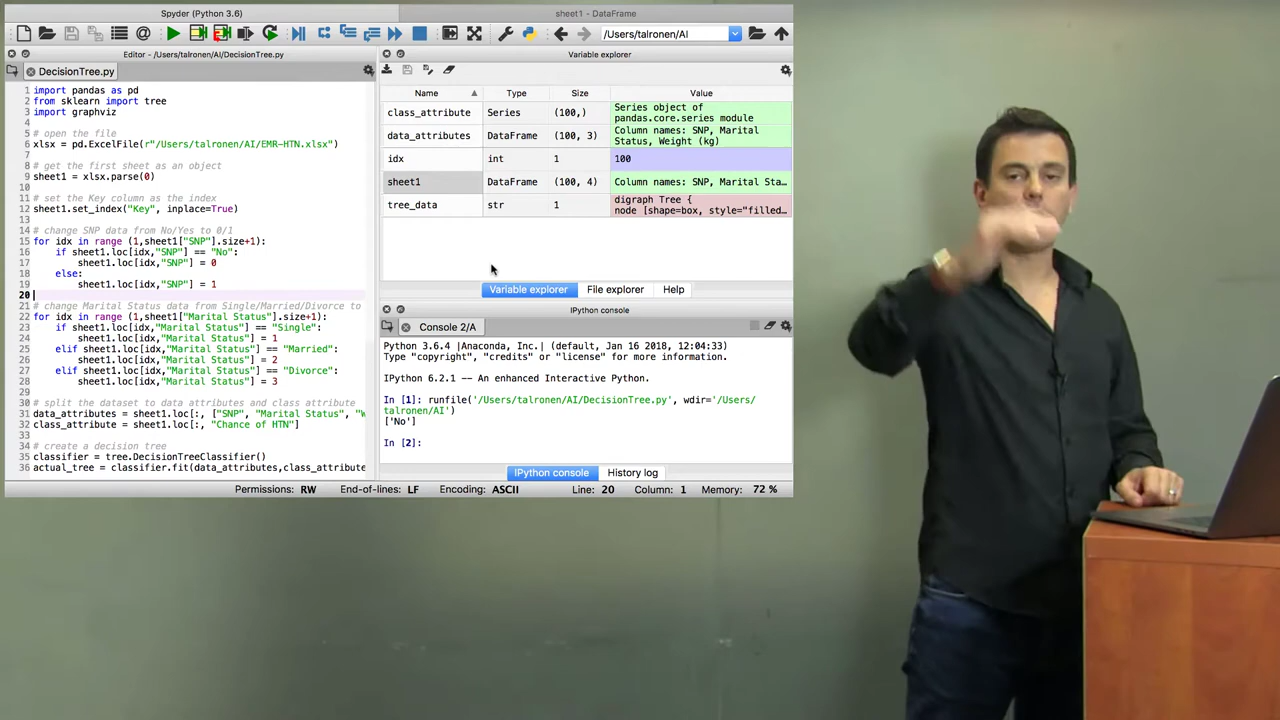 Spyder (Python 3.6)
sheet1 - DataFrame
/Users/talronen/AI
Editor - /Users/talronen/AI/DecisionTree.py
DecisionTree.py
1 import pandas as pd
2 from sklearn import tree
3 import graphviz
4
5 # open the file
6 xlsx = pd.ExcelFile(r"/Users/talronen/AI/EMR-HTN.xlsx")
7
8 # get the first sheet as an object
9 sheet1 = xlsx.parse(0)
10
11 # set the Key column as the index
12 sheet1.set_index("Key", inplace=True)
13
14 # change SNP data from No/Yes to 0/1
15 for idx in range (1,sheet1["SNP"].size+1):
16 if sheet1.loc[idx,"SNP"] == "No":
17 sheet1.loc[idx,"SNP"] = 0
18 else:
19 sheet1.loc[idx,"SNP"] = 1
20
21 # change Marital Status data from Single/Married/Divorce to
22 for idx in range (1,sheet1["Marital Status"].size+1):
23 if sheet1.loc[idx,"Marital Status"] == "Single":
24 sheet1.loc[idx,"Marital Status"] = 1
25 elif sheet1.loc[idx,"Marital Status"] == "Married":
26 sheet1.loc[idx,"Marital Status"] = 2
27 elif sheet1.loc[idx,"Marital Status"] == "Divorce":
28 sheet1.loc[idx,"Marital Status"] = 3
29
30 # split the dataset to data attributes and class attribute
31 data_attributes = sheet1.loc[:, ["SNP", "Marital Status", "W
32 class_attribute = sheet1.loc[:, "Chance of HTN"]
33
34 # create a decision tree
35 classifier = tree.DecisionTreeClassifier()
36 actual_tree = classifier.fit(data_attributes,class_attribute
Variable explorer
Name Type Size Value
class_attribute Series (100,) Series object of
pandas.core.series module
data_attributes DataFrame (100, 3) Column names: SNP, Marital
Status, Weight (kg)
idx int 1 100
sheet1 DataFrame (100, 4) Column names: SNP, Marital Sta…
tree_data str 1 digraph Tree {
node [shape=box, style="filled…
Variable explorer File explorer Help
IPython console
Console 2/A
Python 3.6.4 |Anaconda, Inc.| (default, Jan 16 2018, 12:04:33)
Type "copyright", "credits" or "license" for more information.
IPython 6.2.1 -- An enhanced Interactive Python.
In [1]: runfile('/Users/talronen/AI/DecisionTree.py', wdir='/Users/
talronen/AI')
['No']
In [2]:
IPython console History log
Permissions: RW End-of-lines: LF Encoding: ASCII Line: 20 Column: 1 Memory: 72 %